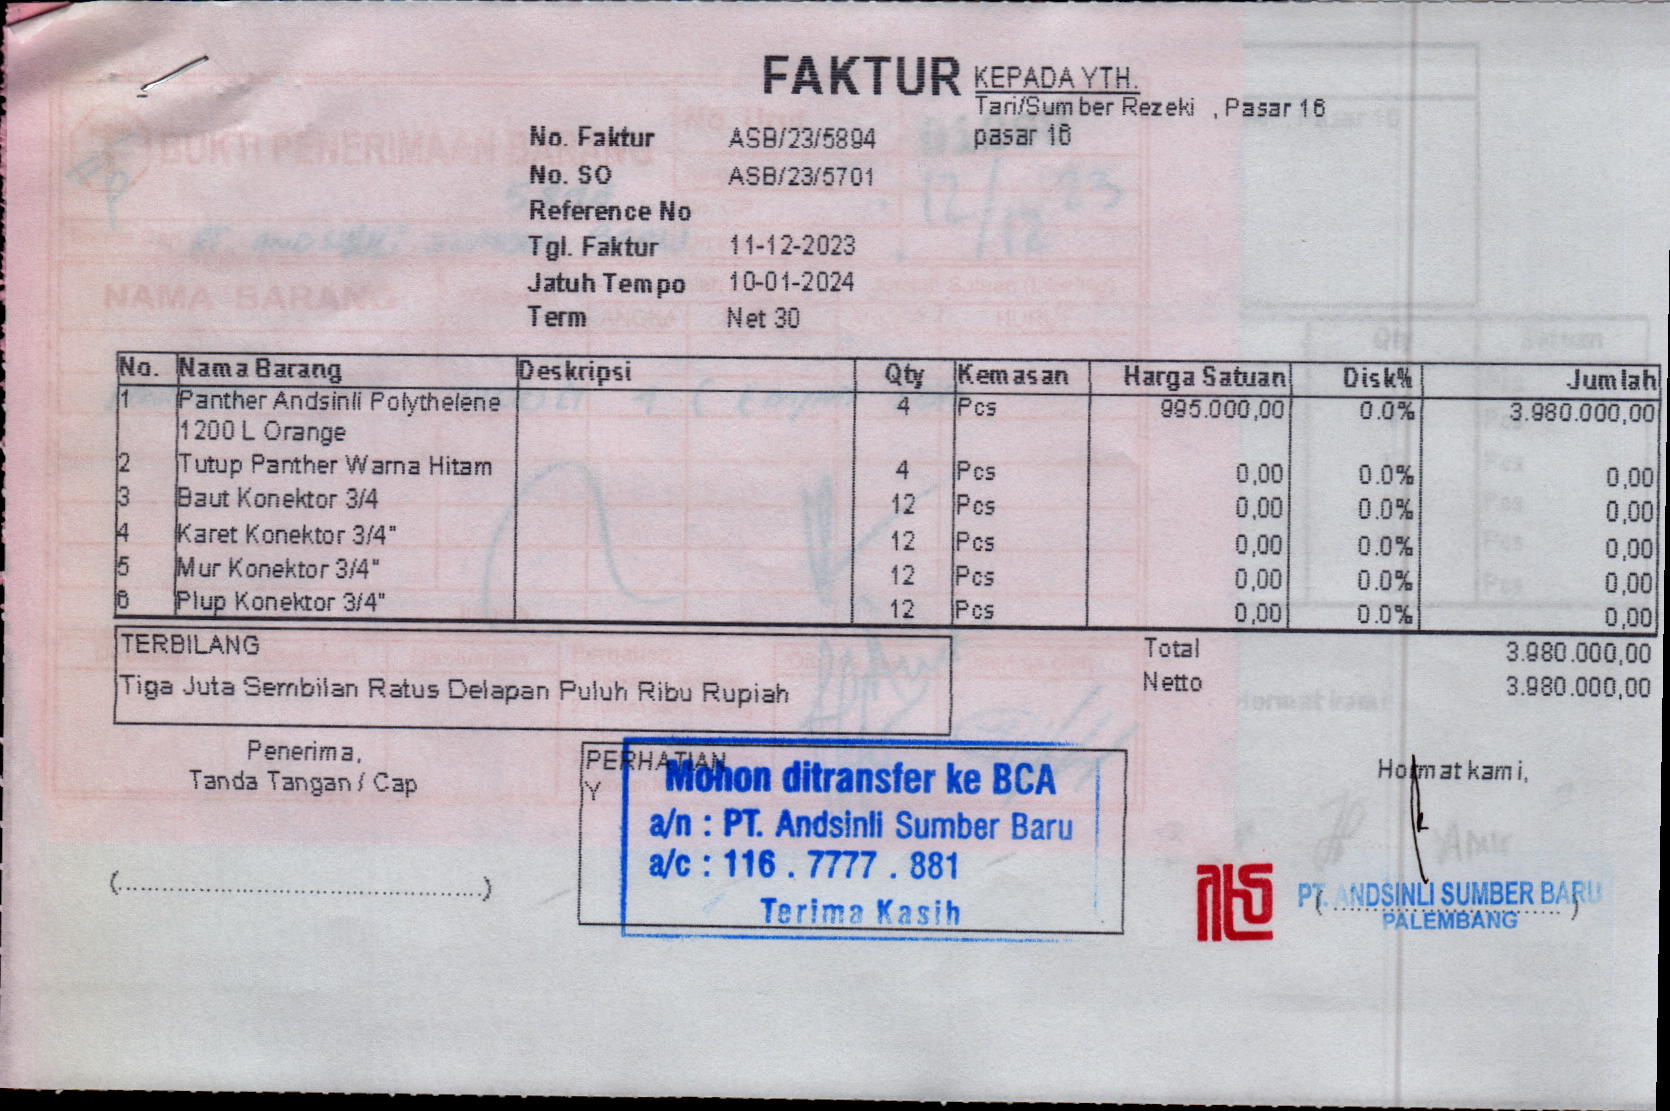 FAKTUR
KEPADA YTH.
Tari/Sumber Rezeki , Pasar 16
pasar 16
No. Faktur ASB/23/5894
No. SO ASB/23/5701
Reference No
Tgl. Faktur 11-12-2023
Jatuh Tempo 10-01-2024
Term Net 30
No. Nama Barang Deskripsi Qty Kemasan Harga Satuan Disk% Jumlah
1 Panther Andsinli Polythelene 4 Pcs 995.000,00 0.0% 3.980.000,00
1200 L Orange
2 Tutup Panther Warna Hitam 4 Pcs 0,00 0.0% 0,00
3 Baut Konektor 3/4 12 Pcs 0,00 0.0% 0,00
4 Karet Konektor 3/4" 12 Pcs 0,00 0.0% 0,00
5 Mur Konektor 3/4" 12 Pcs 0,00 0.0% 0,00
6 Plup Konektor 3/4" 12 Pcs 0,00 0.0% 0,00
TERBILANG
Tiga Juta Sembilan Ratus Delapan Puluh Ribu Rupiah
Total 3.980.000,00
Netto 3.980.000,00
Penerima,
Tanda Tangan / Cap
(..................................................)
PERHATIAN
Y
Mohon ditransfer ke BCA
a/n : PT. Andsinli Sumber Baru
a/c : 116 . 7777 . 881
Terima Kasih
Hormat kami,
PT. ANDSINLI SUMBER BARU
(..................................)
PALEMBANG
BUKTI PENERIMAAN BARANG
NAMA BARANG